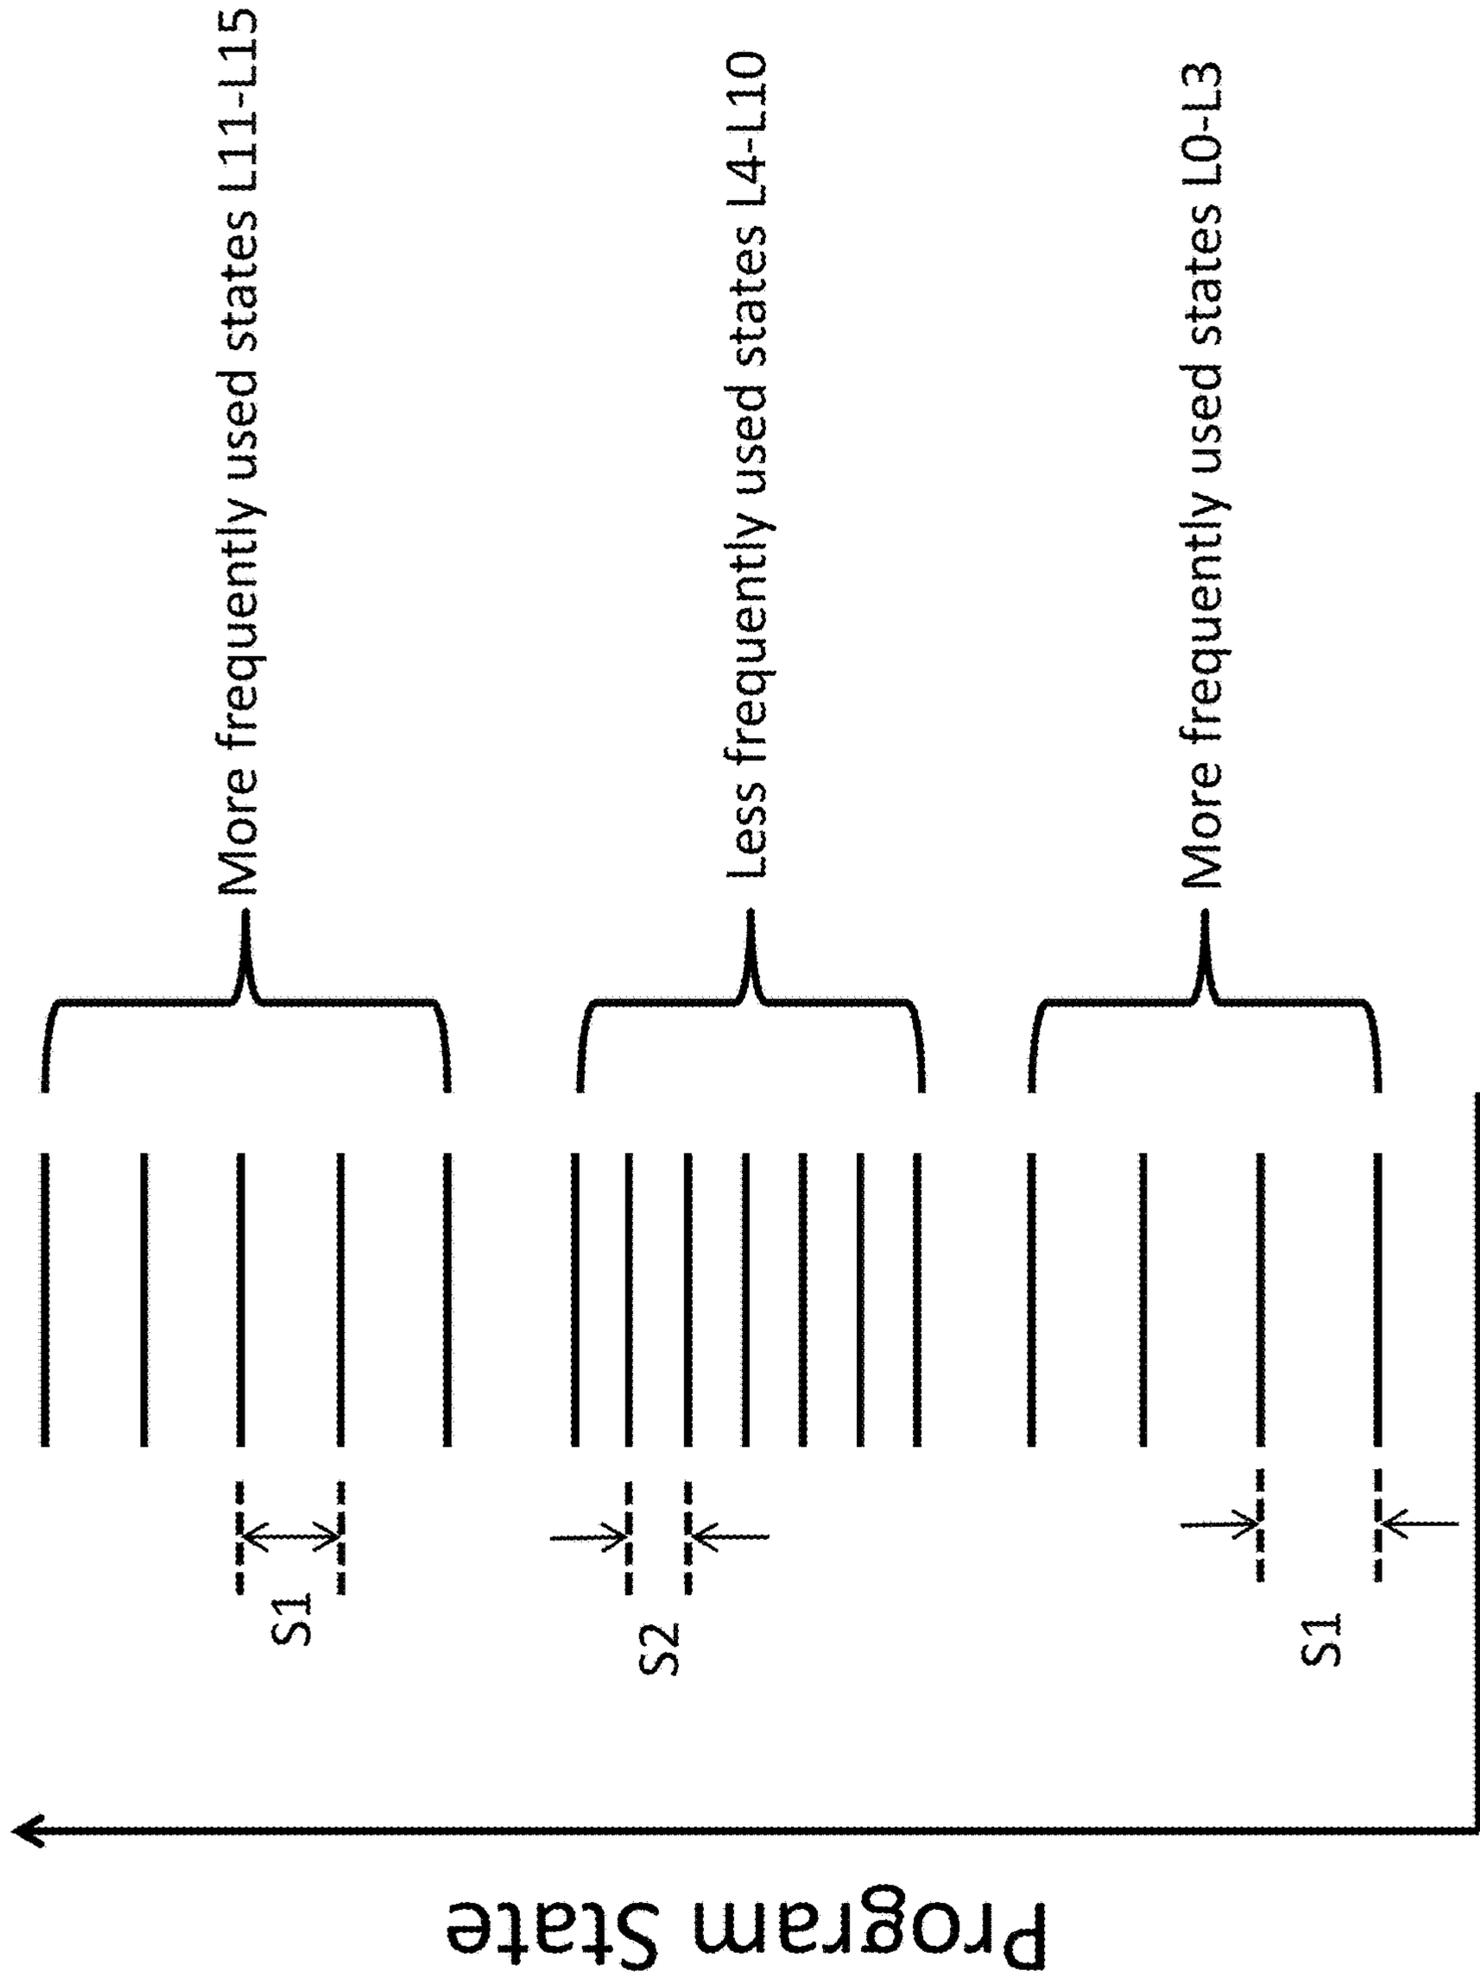 Program State
S1
S2
S1
More frequently used states L11-L15
Less frequently used states L4-L10
More frequently used states L0-L3